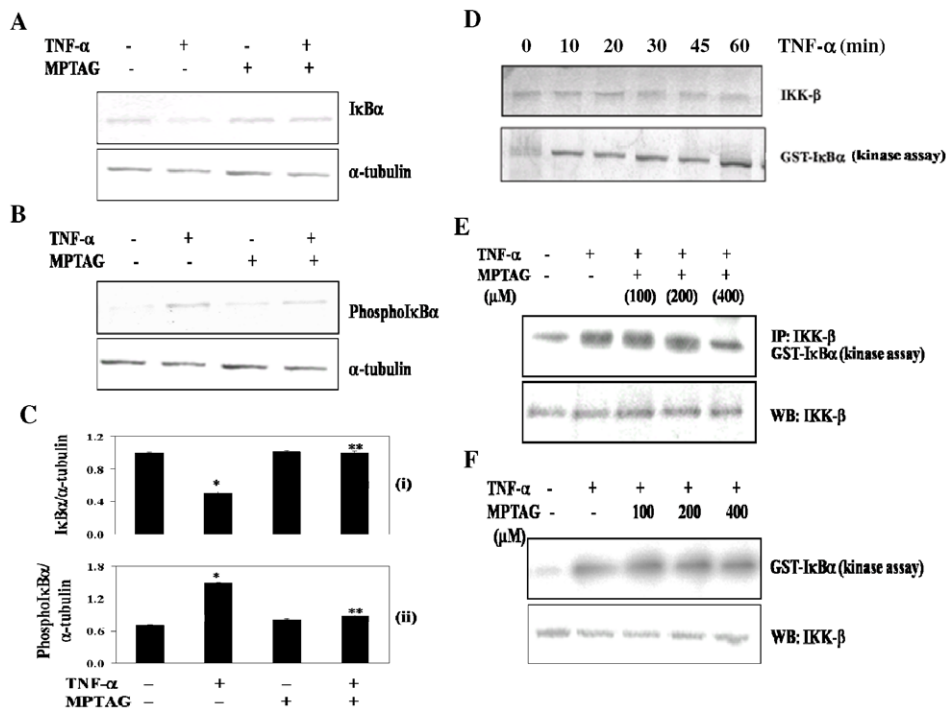 A
TNF-α - + - +
MPTAG - - + +
IκBα
α-tubulin
B
TNF-α - + - +
MPTAG - - + +
PhosphoIκBα
α-tubulin
C
IκBα/α-tubulin
1.2
0.8
0.4
0.0
*
**
(i)
PhosphoIκBα/
α-tubulin
1.8
1.2
0.6
0.0
*
**
(ii)
TNF-α – + – +
MPTAG – – + +
D
0 10 20 30 45 60 TNF-α (min)
IKK-β
GST-IκBα (kinase assay)
E
TNF-α - + + + +
MPTAG - - + + +
(μM) (100) (200) (400)
IP: IKK-β
GST-IκBα (kinase assay)
WB: IKK-β
F
TNF-α - + + + +
MPTAG - - 100 200 400
(μM)
GST-IκBα (kinase assay)
WB: IKK-β